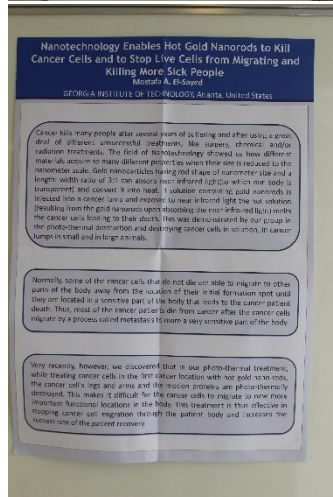 Nanotechnology Enables Hot Gold Nanorods to Kill
Cancer Cells and to Stop Live Cells from Migrating and
Killing More Sick People
Mostafa A. El-Sayed
GEORGIA INSTITUTE OF TECHNOLOGY, Atlanta, United States
Cancer kills many people after several years of suffering and after using a great
deal of different unsuccessful treatments, like surgery, chemical and/or
radiation treatments. The field of Nanotechnology showed us how different
materials acquire so many different properties when their size is reduced to the
nanometer scale. Gold nanoparticles having rod shape of nanometer size and a
length: width ratio of can absorb near infrared light (to which our body is
transparent) and convert it into heat. solution containing gold nanorods is
injected into a cancer lump and exposed to near infrared light the hot solution
(resulting from the gold nanorods upon absorbing the near infra-red light) melts
the cancer cells leading to their death. This was demonstrated by our group in
the photo-thermal destruction and destroying cancer cells in solution, in cancer
lumps in small and in large animals.
Normally, some of the cancer cells that do not die are able to migrate to other
parts of the body away from the location of their initial formation spot until
they are located in a sensitive part of the body that leads to the cancer patient
death. Thus, most of the cancer patients die from cancer after the cancer cells
migrate by a process called metastasis to more a very sensitive part of the body.
Very recently, however, we discovered that in our photo-thermal treatment,
while treating cancer cells in the first cancer location with hot gold nano-rods,
the cancer cell's legs and arms and the motion proteins are photo-thermally
destroyed. This makes it difficult for the cancer cells to migrate to new more
important functional locations in the body. This treatment is thus effective in
stopping cancer cell migration through the patient body and increases the
success rate of the patient recovery